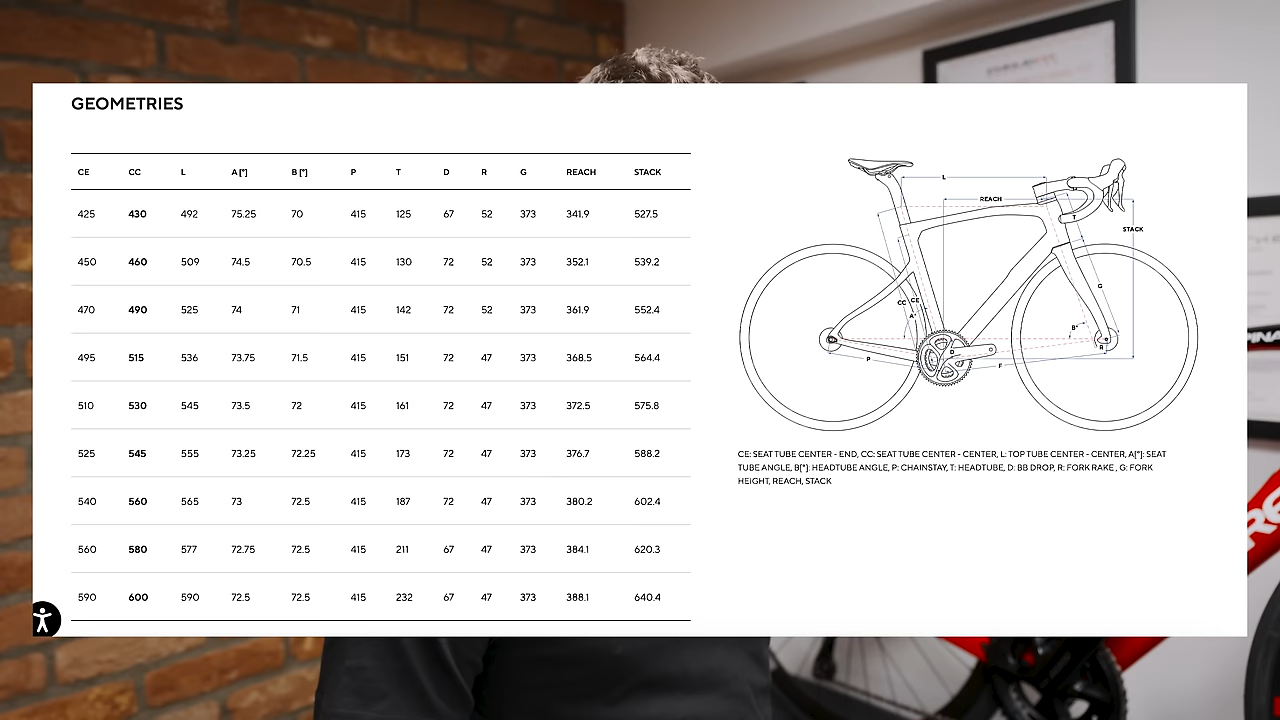 GEOMETRIES
CE CC L A [°] B [°] P T D R G REACH STACK
425 430 492 75.25 70 415 125 67 52 373 341.9 527.5
450 460 509 74.5 70.5 415 130 72 52 373 352.1 539.2
470 490 525 74 71 415 142 72 52 373 361.9 552.4
495 515 536 73.75 71.5 415 151 72 47 373 368.5 564.4
510 530 545 73.5 72 415 161 72 47 373 372.5 575.8
525 545 555 73.25 72.25 415 173 72 47 373 376.7 588.2
540 560 565 73 72.5 415 187 72 47 373 380.2 602.4
560 580 577 72.75 72.5 415 211 67 47 373 384.1 620.3
590 600 590 72.5 72.5 415 232 67 47 373 388.1 640.4
L
REACH
T
STACK
G
CC CE
A°
B°
R
D
P
F
CE: SEAT TUBE CENTER - END, CC: SEAT TUBE CENTER - CENTER, L: TOP TUBE CENTER - CENTER, A[°]: SEAT
TUBE ANGLE, B[°]: HEADTUBE ANGLE, P: CHAINSTAY, T: HEADTUBE, D: BB DROP, R: FORK RAKE , G: FORK
HEIGHT, REACH, STACK